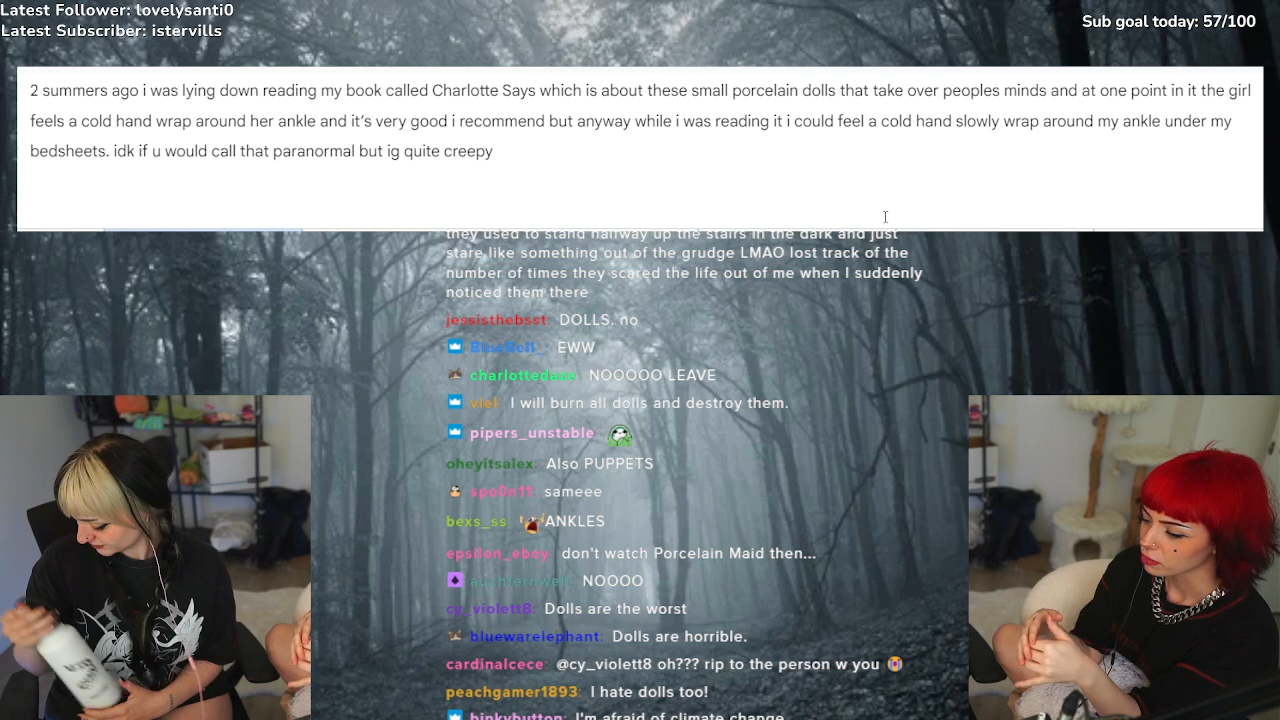 Latest Follower: lovelysanti0
Latest Subscriber: istervills
Sub goal today: 57/100
2 summers ago i was lying down reading my book called Charlotte Says which is about these small porcelain dolls that take over peoples minds and at one point in it the girl
feels a cold hand wrap around her ankle and it's very good i recommend but anyway while i was reading it i could feel a cold hand slowly wrap around my ankle under my
bedsheets. idk if u would call that paranormal but ig quite creepy
they used to stand halfway up the stairs in the dark and just
stare like something out of the grudge LMAO lost track of the
number of times they scared the life out of me when I suddenly
noticed them there
jessisthebsst DOLLS. no
EWW
NOOOOO LEAVE
viel: I will burn all dolls and destroy them.
pipers_unstable:
oheyitsalex: Also PUPPETS
spo0n11: sameee
bexs_ss: ANKLES
epsilon_eboy: don't watch Porcelain Maid then...
NOOOO
cy_violett8: Dolls are the worst
bluewarelephant: Dolls are horrible.
cardinalcece: @cy_violett8 oh??? rip to the person w you
peachgamer1893: I hate dolls too!
binkybutton: I'm afraid of climate change